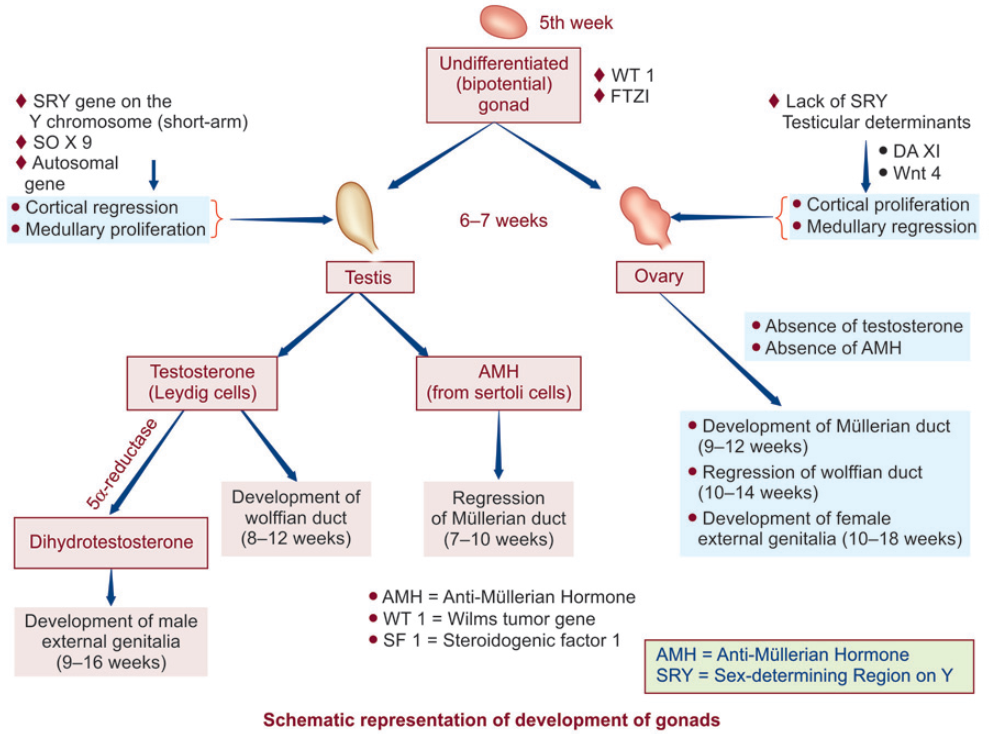 5th week
Undifferentiated
(bipotential)
gonad
♦ WT 1
♦ FTZI
♦ SRY gene on the
Y chromosome (short-arm)
♦ SO X 9
♦ Autosomal
gene
• Cortical regression
• Medullary proliferation
♦ Lack of SRY
Testicular determinants
• DA XI
• Wnt 4
• Cortical proliferation
• Medullary regression
6–7 weeks
Testis
Ovary
• Absence of testosterone
• Absence of AMH
Testosterone
(Leydig cells)
AMH
(from sertoli cells)
5α-reductase
Dihydrotestosterone
Development of
wolffian duct
(8–12 weeks)
Regression
of Müllerian duct
(7–10 weeks)
• Development of Müllerian duct
(9–12 weeks)
• Regression of wolffian duct
(10–14 weeks)
• Development of female
external genitalia (10–18 weeks)
Development of male
external genitalia
(9–16 weeks)
• AMH = Anti-Müllerian Hormone
• WT 1 = Wilms tumor gene
• SF 1 = Steroidogenic factor 1
AMH = Anti-Müllerian Hormone
SRY = Sex-determining Region on Y
Schematic representation of development of gonads